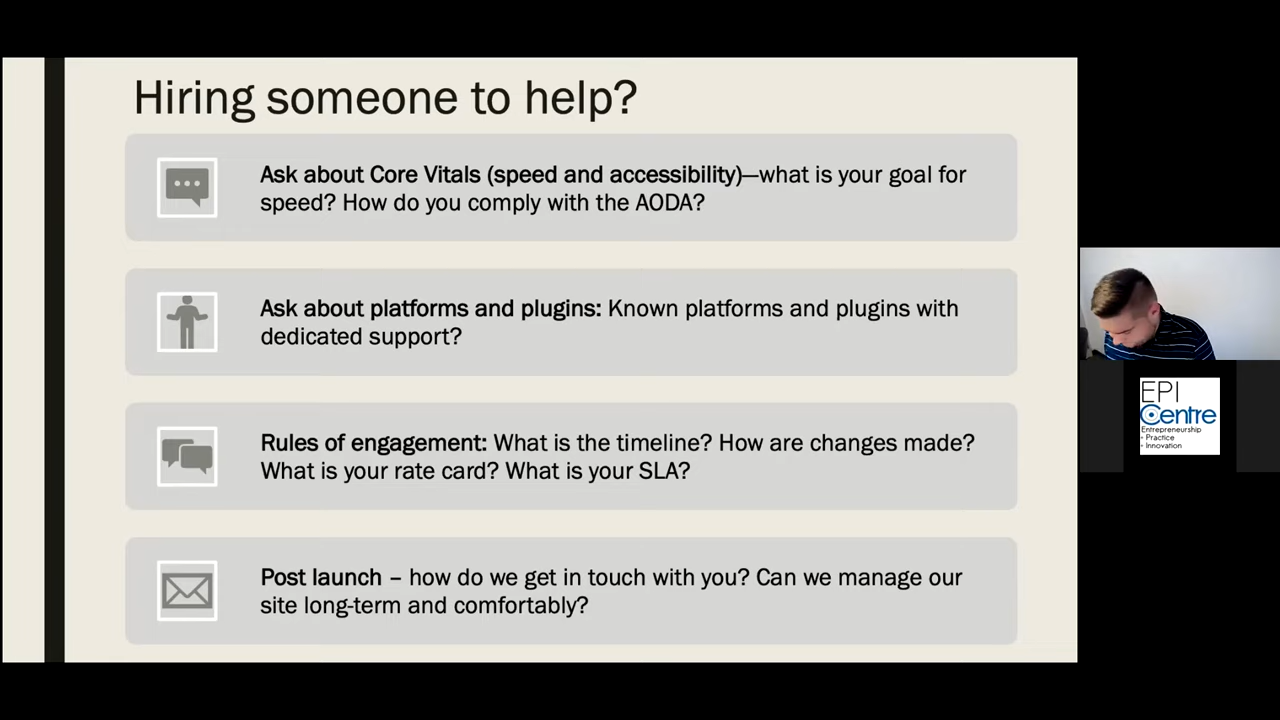 Hiring someone to help?
Ask about Core Vitals (speed and accessibility)—what is your goal for
speed? How do you comply with the AODA?
Ask about platforms and plugins: Known platforms and plugins with
dedicated support?
Rules of engagement: What is the timeline? How are changes made?
What is your rate card? What is your SLA?
Post launch – how do we get in touch with you? Can we manage our
site long-term and comfortably?
EPI
Centre
Entrepreneurship
- Practice
- Innovation